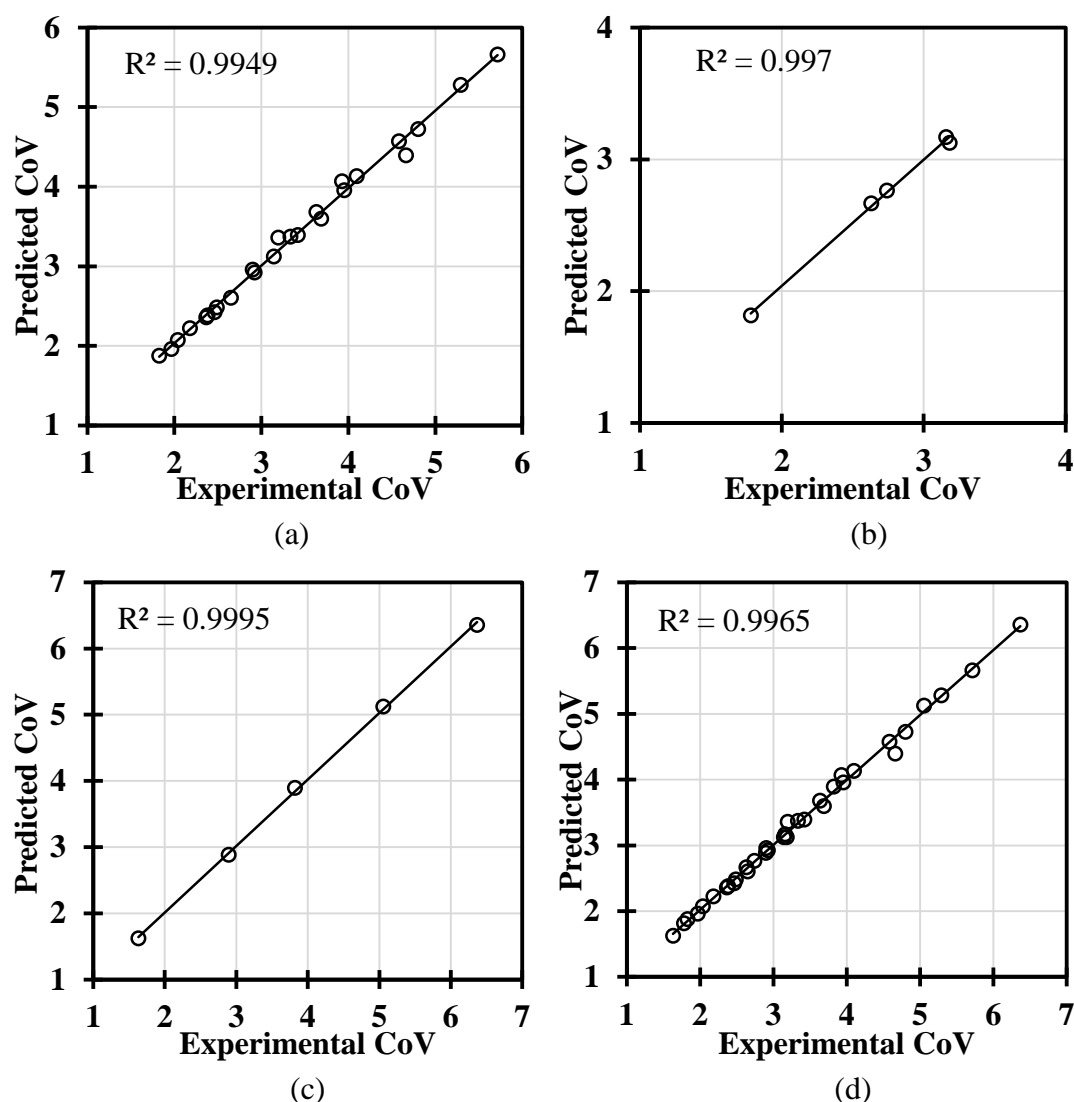 R² = 0.9949
Predicted CoV
6
5
4
3
2
1
1 2 3 4 5 6
Experimental CoV
(a)
R² = 0.997
Predicted CoV
4
3
2
1
1 2 3 4
Experimental CoV
(b)
R² = 0.9995
Predicted CoV
7
6
5
4
3
2
1
1 2 3 4 5 6 7
Experimental CoV
(c)
R² = 0.9965
Predicted CoV
7
6
5
4
3
2
1
1 2 3 4 5 6 7
Experimental CoV
(d)